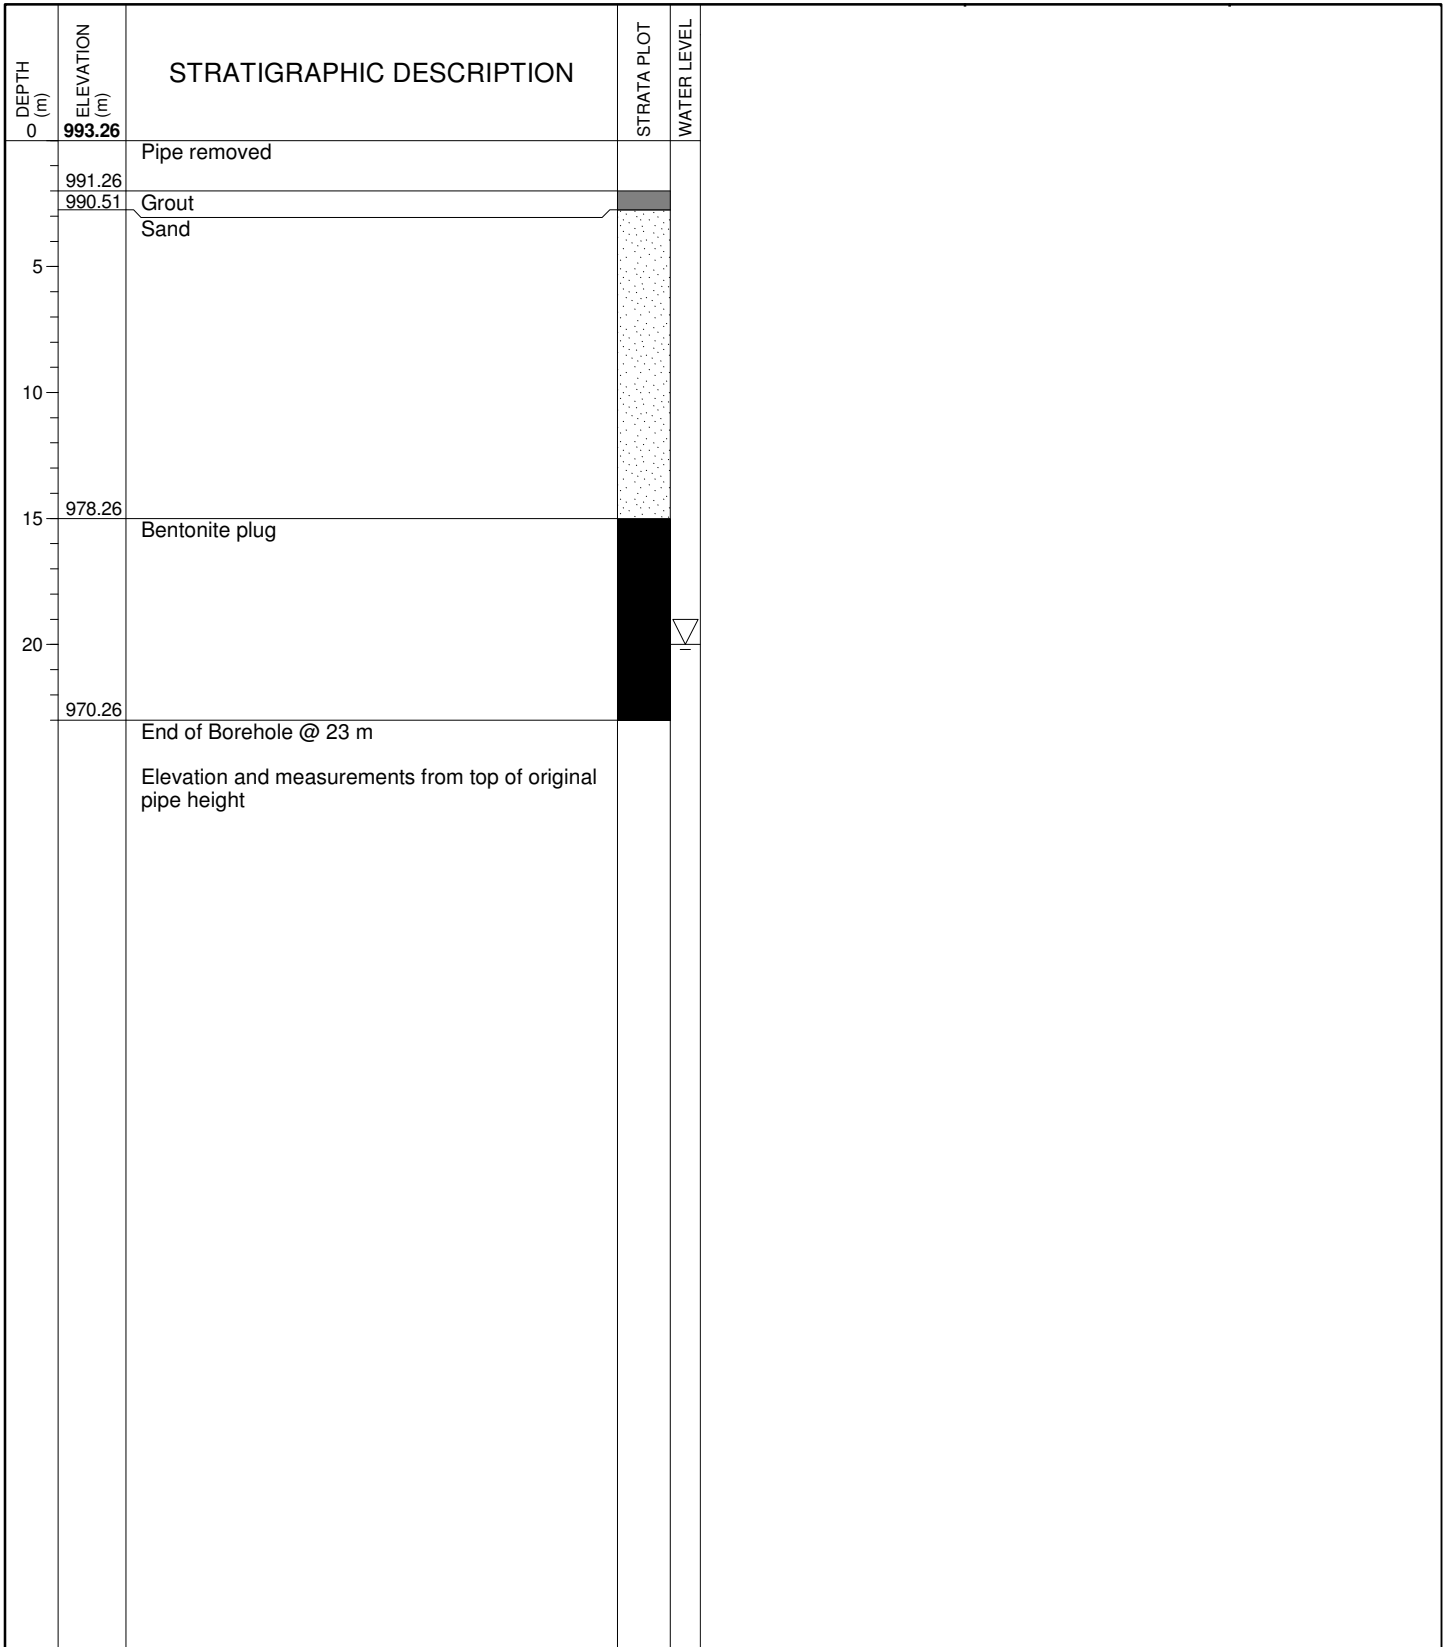 DEPTH
(m)
0
ELEVATION
(m)
993.26
STRATIGRAPHIC DESCRIPTION
STRATA PLOT
WATER LEVEL
Pipe removed
991.26
990.51
Grout
Sand
5
10
978.26
15
Bentonite plug
20
970.26
End of Borehole @ 23 m
Elevation and measurements from top of original
pipe height